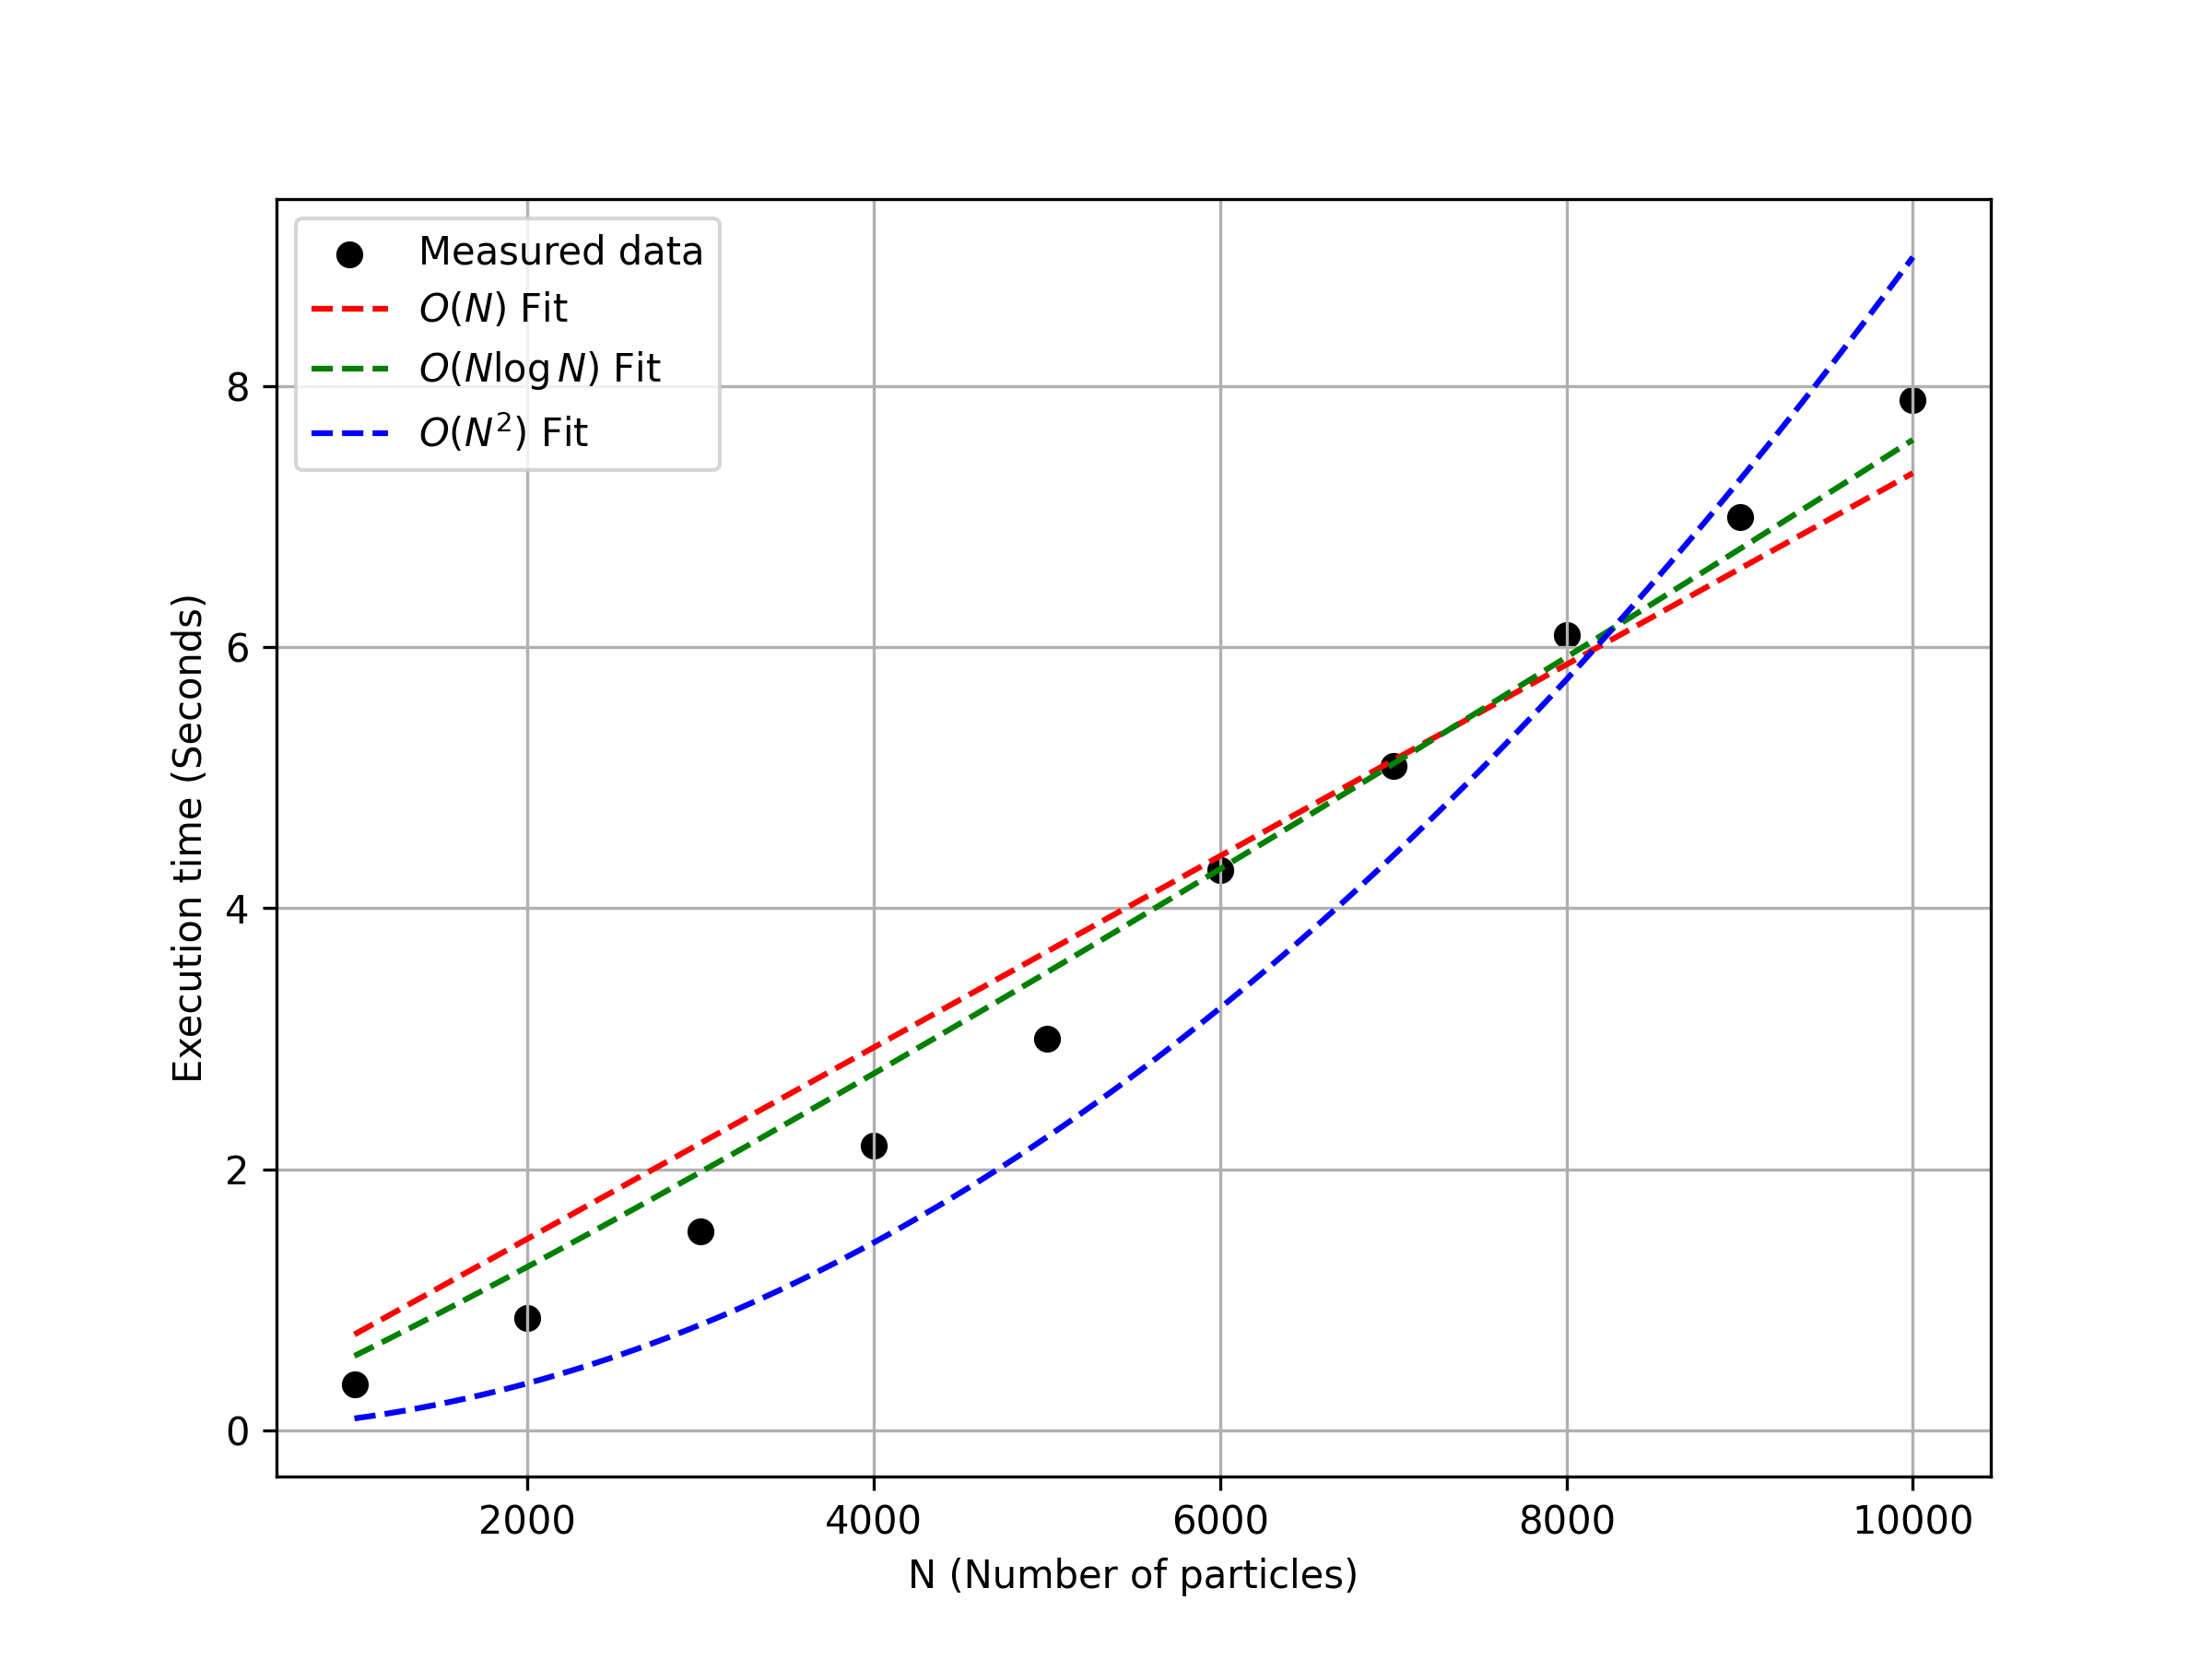 Measured data
O(N) Fit
O(Nlog N) Fit
O(N²) Fit
8
6
4
2
0
Execution time (Seconds)
2000 4000 6000 8000 10000
N (Number of particles)